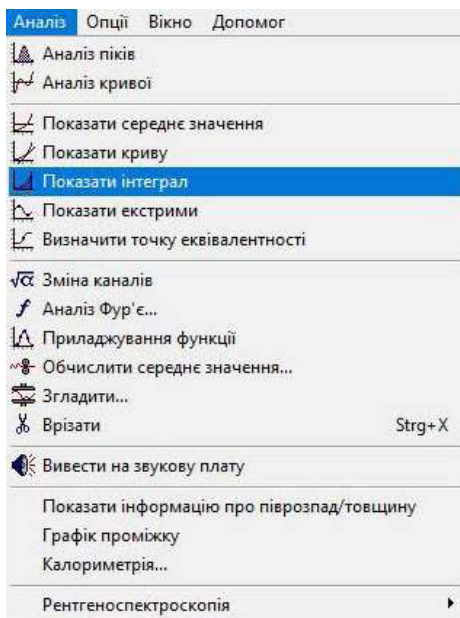 Аналіз Опції Вікно Допомог
Аналіз піків
Аналіз кривої
Показати середнє значення
Показати криву
Показати інтеграл
Показати екстрими
Визначити точку еквівалентності
√α Зміна каналів
f Аналіз Фур'є...
Приладжування функції
Обчислити середнє значення...
Згладити...
Врізати Strg+X
Вивести на звукову плату
Показати інформацію про піврозпад/товщину
Графік проміжку
Калориметрія...
Рентгеноспектроскопія